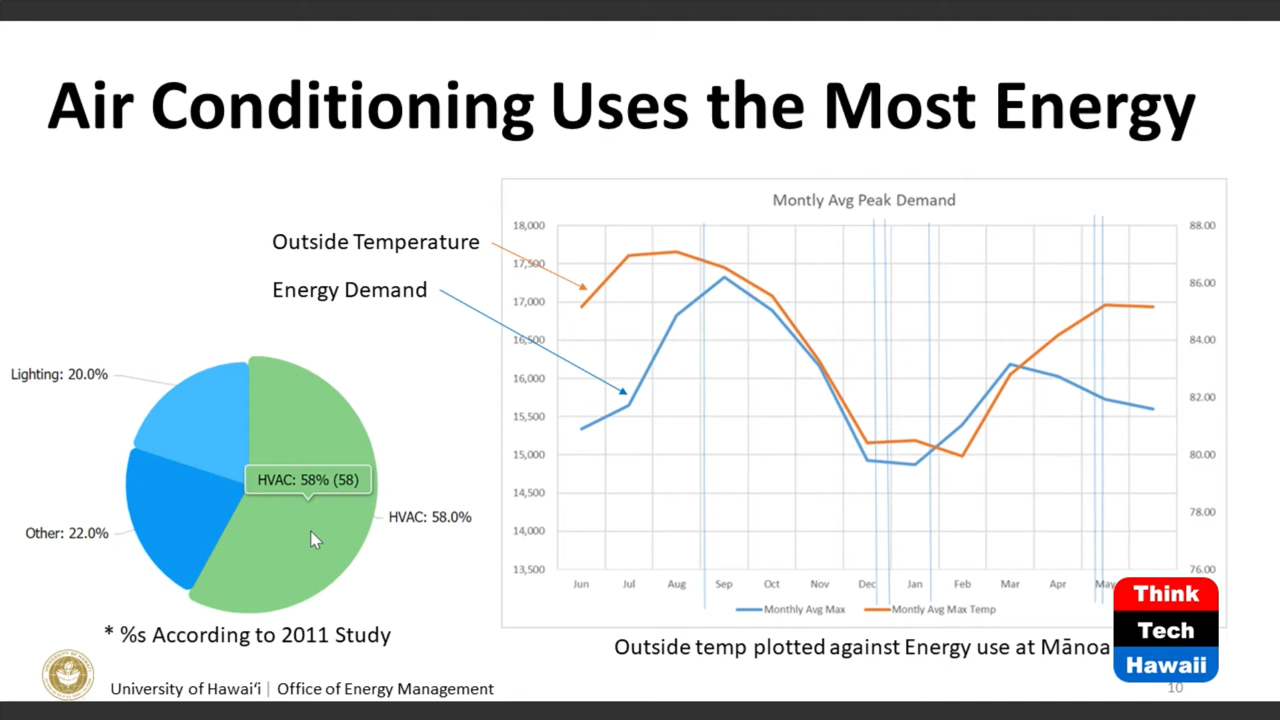 Air Conditioning Uses the Most Energy
Outside Temperature
Energy Demand
Lighting: 20.0%
Other: 22.0%
HVAC: 58% (58)
HVAC: 58.0%
* %s According to 2011 Study
Montly Avg Peak Demand
18,000
17,500
17,000
16,500
16,000
15,500
15,000
14,500
14,000
13,500
88.00
86.00
84.00
82.00
80.00
78.00
76.00
Jun Jul Aug Sep Oct Nov Dec Jan Feb Mar Apr May
Monthly Avg Max Montly Avg Max Temp
Outside temp plotted against Energy use at Mānoa
Think
Tech
Hawaii
University of Hawaiʻi | Office of Energy Management
10